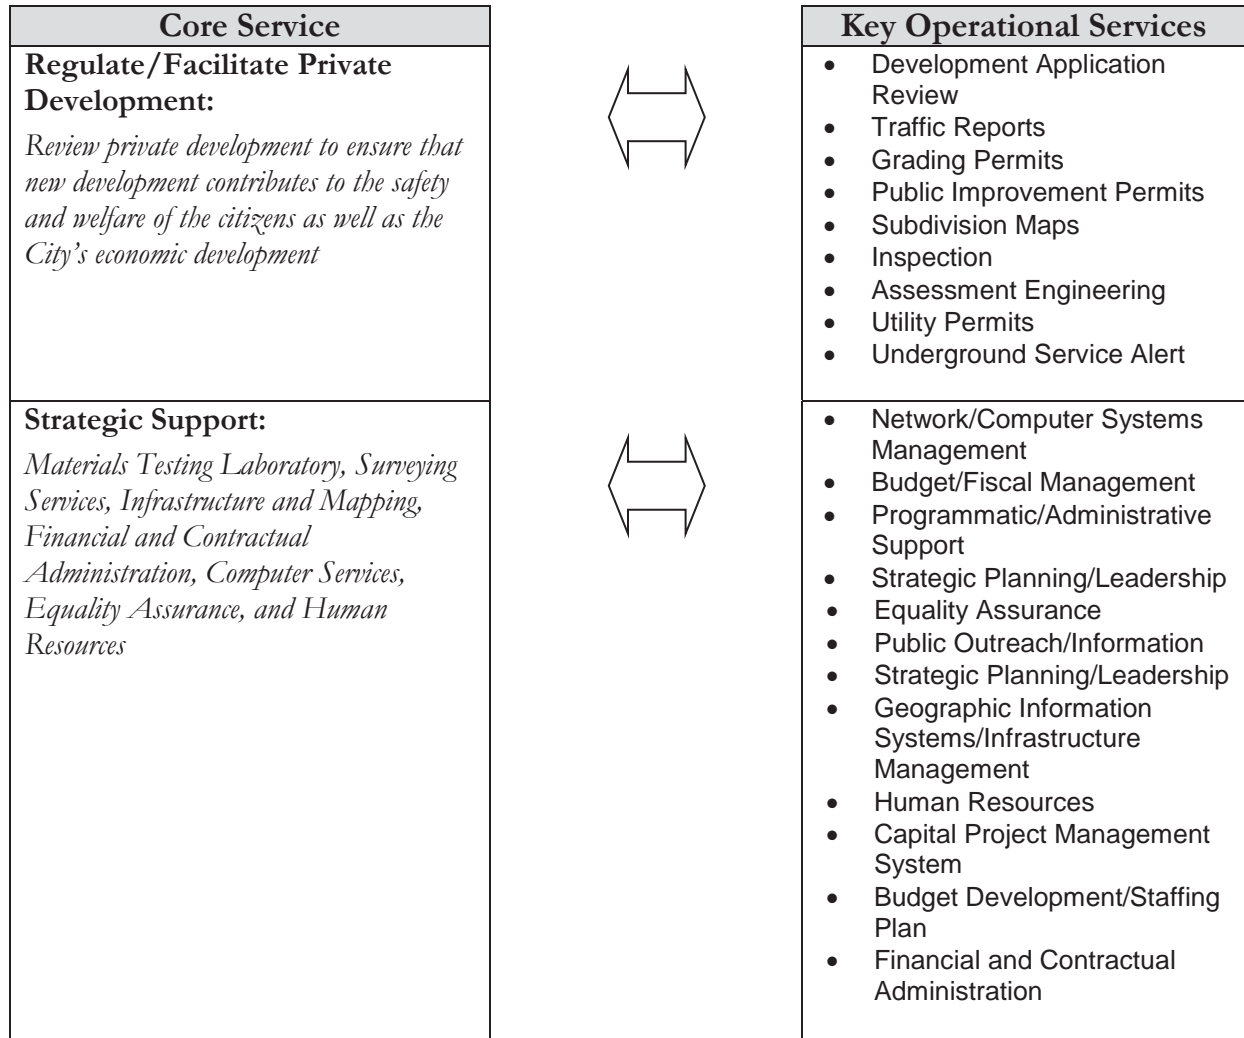 Core Service
Regulate/Facilitate Private
Development:
Review private development to ensure that
new development contributes to the safety
and welfare of the citizens as well as the
City’s economic development
Key Operational Services
• Development Application
Review
• Traffic Reports
• Grading Permits
• Public Improvement Permits
• Subdivision Maps
• Inspection
• Assessment Engineering
• Utility Permits
• Underground Service Alert
Strategic Support:
Materials Testing Laboratory, Surveying
Services, Infrastructure and Mapping,
Financial and Contractual
Administration, Computer Services,
Equality Assurance, and Human
Resources
• Network/Computer Systems
Management
• Budget/Fiscal Management
• Programmatic/Administrative
Support
• Strategic Planning/Leadership
• Equality Assurance
• Public Outreach/Information
• Strategic Planning/Leadership
• Geographic Information
Systems/Infrastructure
Management
• Human Resources
• Capital Project Management
System
• Budget Development/Staffing
Plan
• Financial and Contractual
Administration